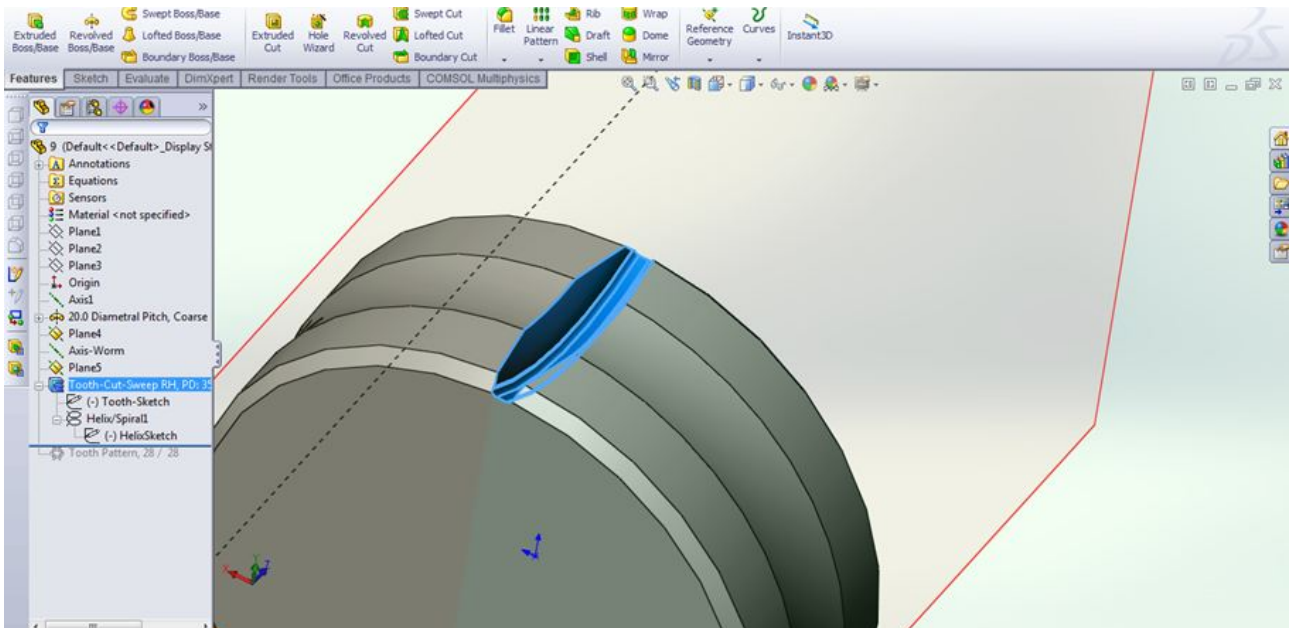 Extruded Boss/Base
Revolved Boss/Base
Swept Boss/Base
Lofted Boss/Base
Boundary Boss/Base
Extruded Cut
Hole Wizard
Revolved Cut
Swept Cut
Lofted Cut
Boundary Cut
Fillet
Linear Pattern
Rib
Draft
Shell
Wrap
Dome
Mirror
Reference Geometry
Curves
Instant3D
Features Sketch Evaluate DimXpert Render Tools Office Products COMSOL Multiphysics
9 (Default<<Default>_Display St
Annotations
Equations
Sensors
Material <not specified>
Plane1
Plane2
Plane3
Origin
Axis1
20.0 Diametral Pitch, Coarse
Plane4
Axis-Worm
Plane5
Tooth-Cut-Sweep RH, PD: 35
(-) Tooth-Sketch
Helix/Spiral1
(-) HelixSketch
Tooth Pattern, 28 / 28